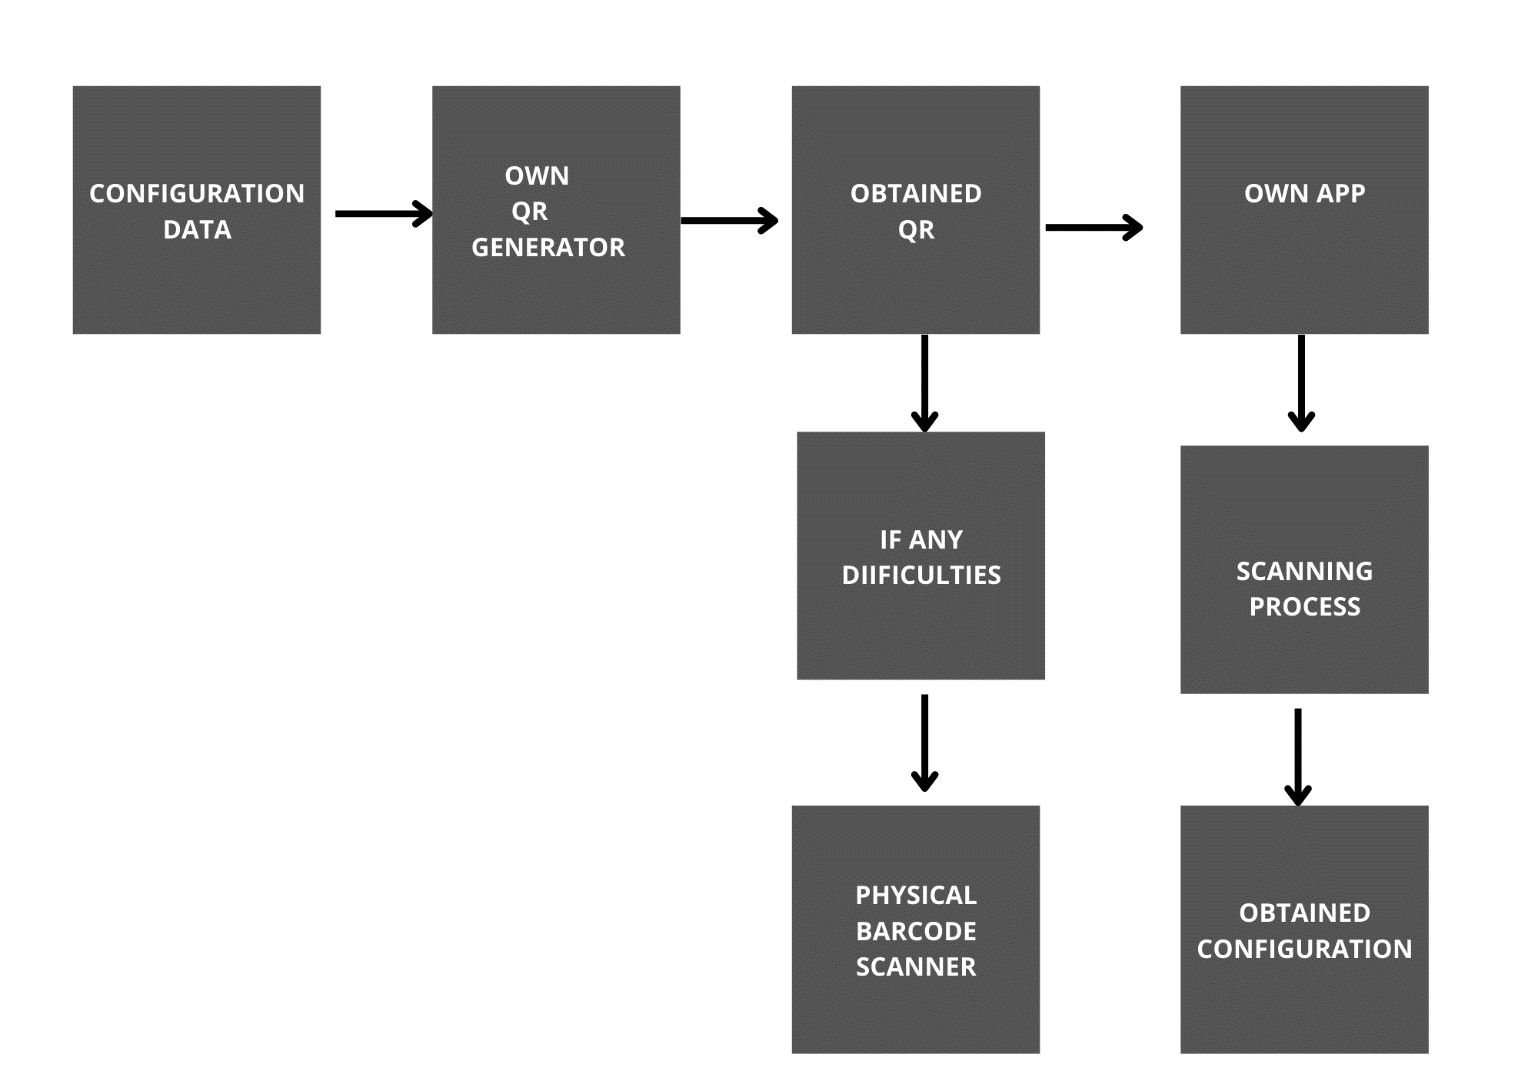 CONFIGURATION
DATA
OWN
QR
GENERATOR
OBTAINED
QR
OWN APP
IF ANY
DIIFICULTIES
SCANNING
PROCESS
PHYSICAL
BARCODE
SCANNER
OBTAINED
CONFIGURATION